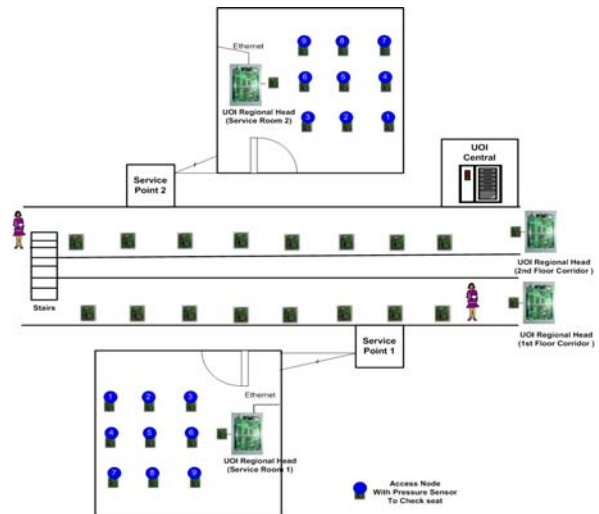 Ethernet
9 8 7
6 5 4
3 2 1
UOI Regional Head
(Service Room 2)
UOI
Central
Service
Point 2
UOI Regional Head
(2nd Floor Corridor )
Stairs
UOI Regional Head
(1st Floor Corridor )
Service
Point 1
Ethernet
1 2 3
4 5 6
7 8 9
UOI Regional Head
(Service Room 1)
Access Node
With Pressure Sensor
To Check seat